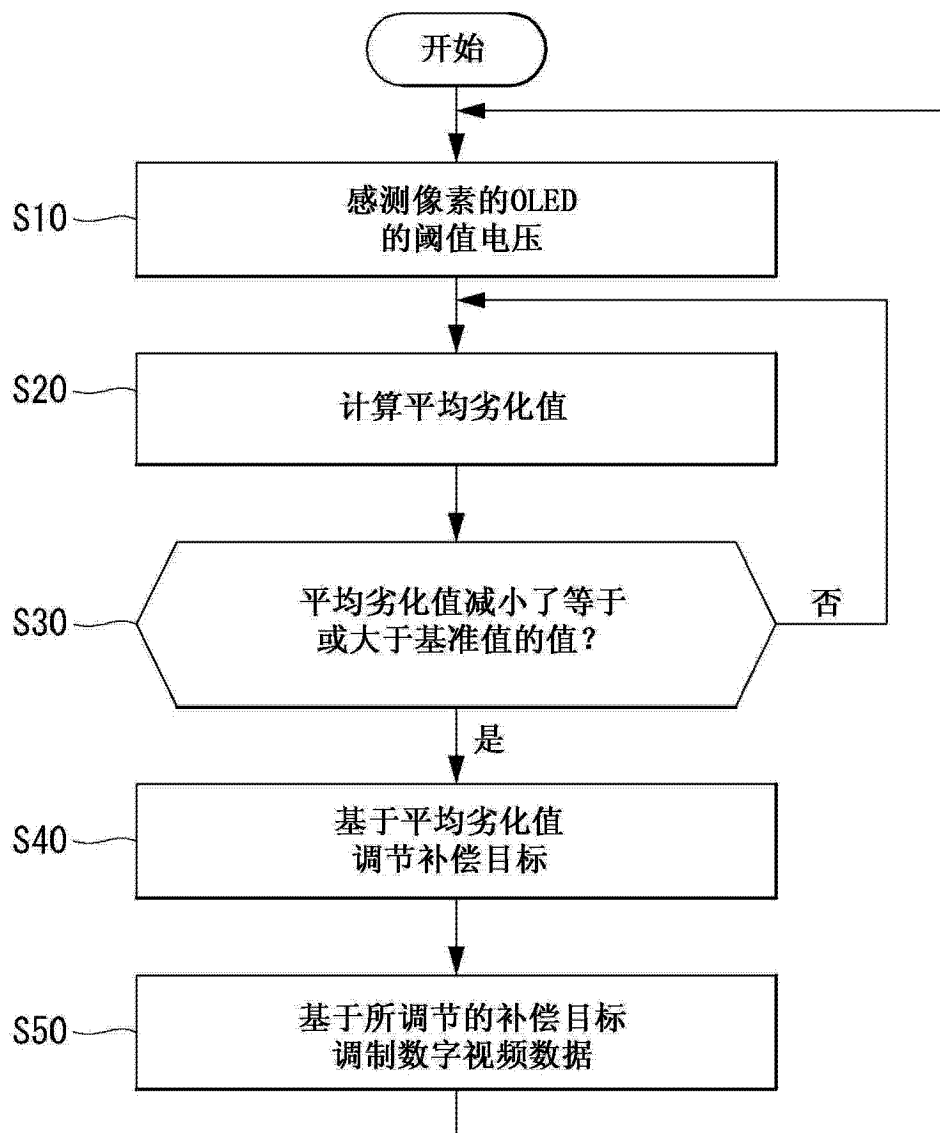 开始
S10
感测像素的OLED
的阈值电压
S20
计算平均劣化值
S30
平均劣化值减小了等于
或大于基准值的值？
否
是
S40
基于平均劣化值
调节补偿目标
S50
基于所调节的补偿目标
调制数字视频数据